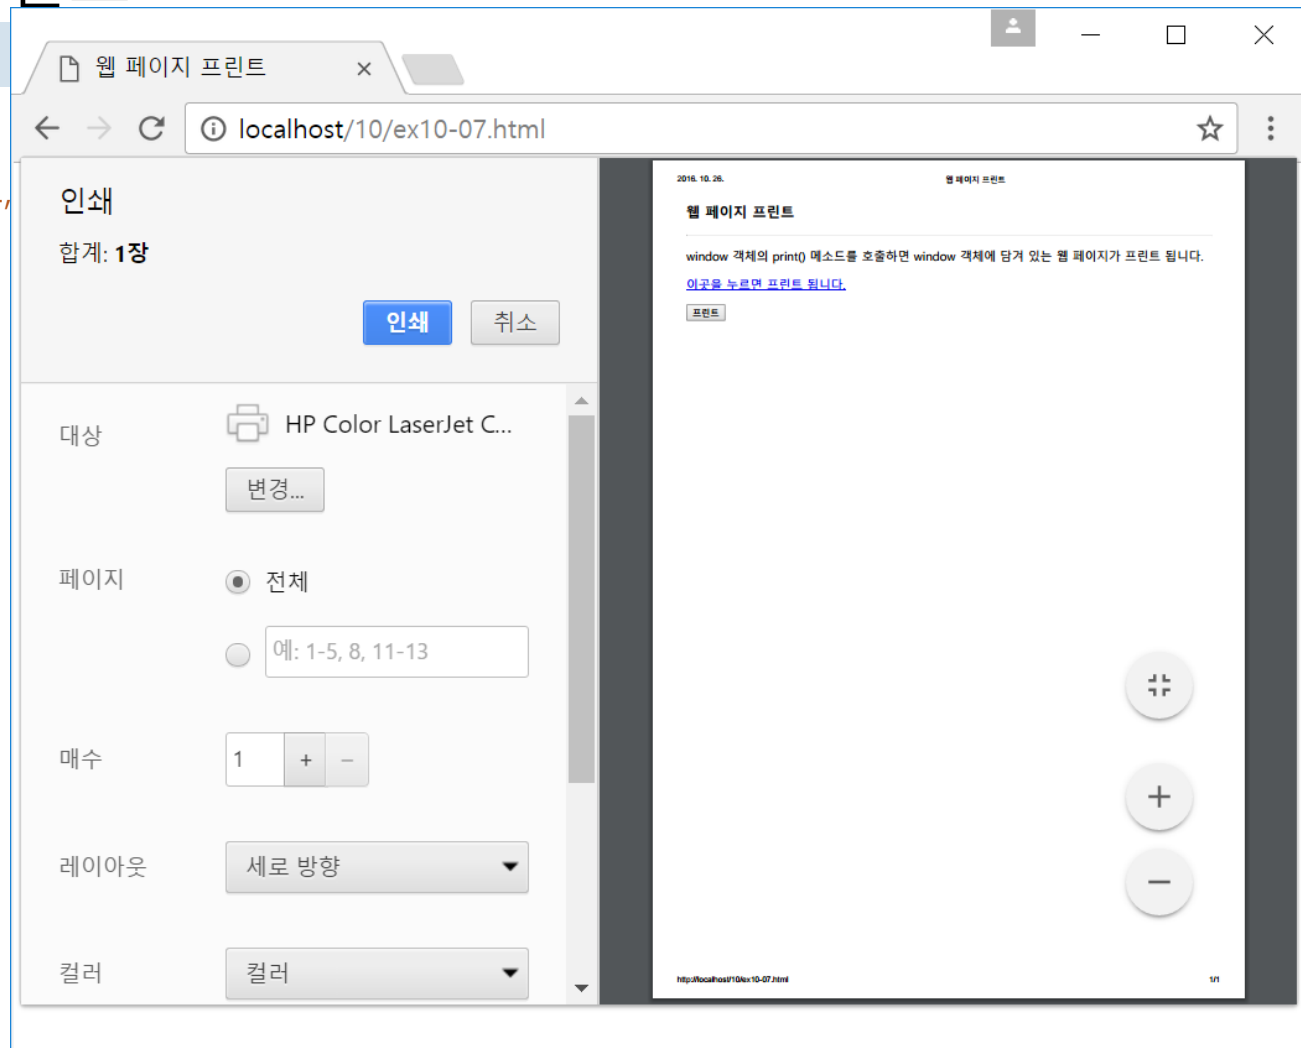 웹 페이지 프린트
localhost/10/ex10-07.html
인쇄
합계: 1장
인쇄 취소
대상 HP Color LaserJet C...
변경...
페이지 전체
예: 1-5, 8, 11-13
매수 1 + −
레이아웃 세로 방향
컬러 컬러
2016. 10. 26. 웹 페이지 프린트
웹 페이지 프린트
window 객체의 print() 메소드를 호출하면 window 객체에 담겨 있는 웹 페이지가 프린트 됩니다.
이곳을 누르면 프린트 됩니다.
프린트
http://localhost/10/ex10-07.html 1/1